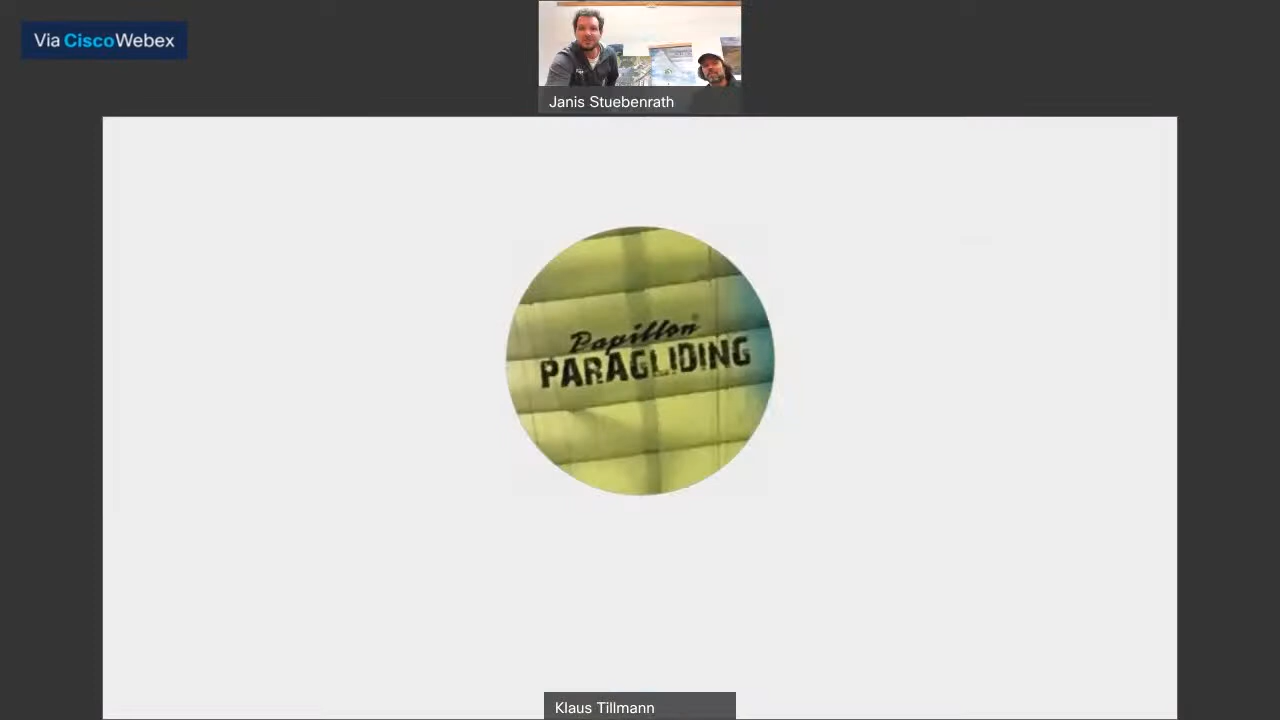 Via CiscoWebex
Janis Stuebenrath
Papillon
PARAGLIDING
Klaus Tillmann